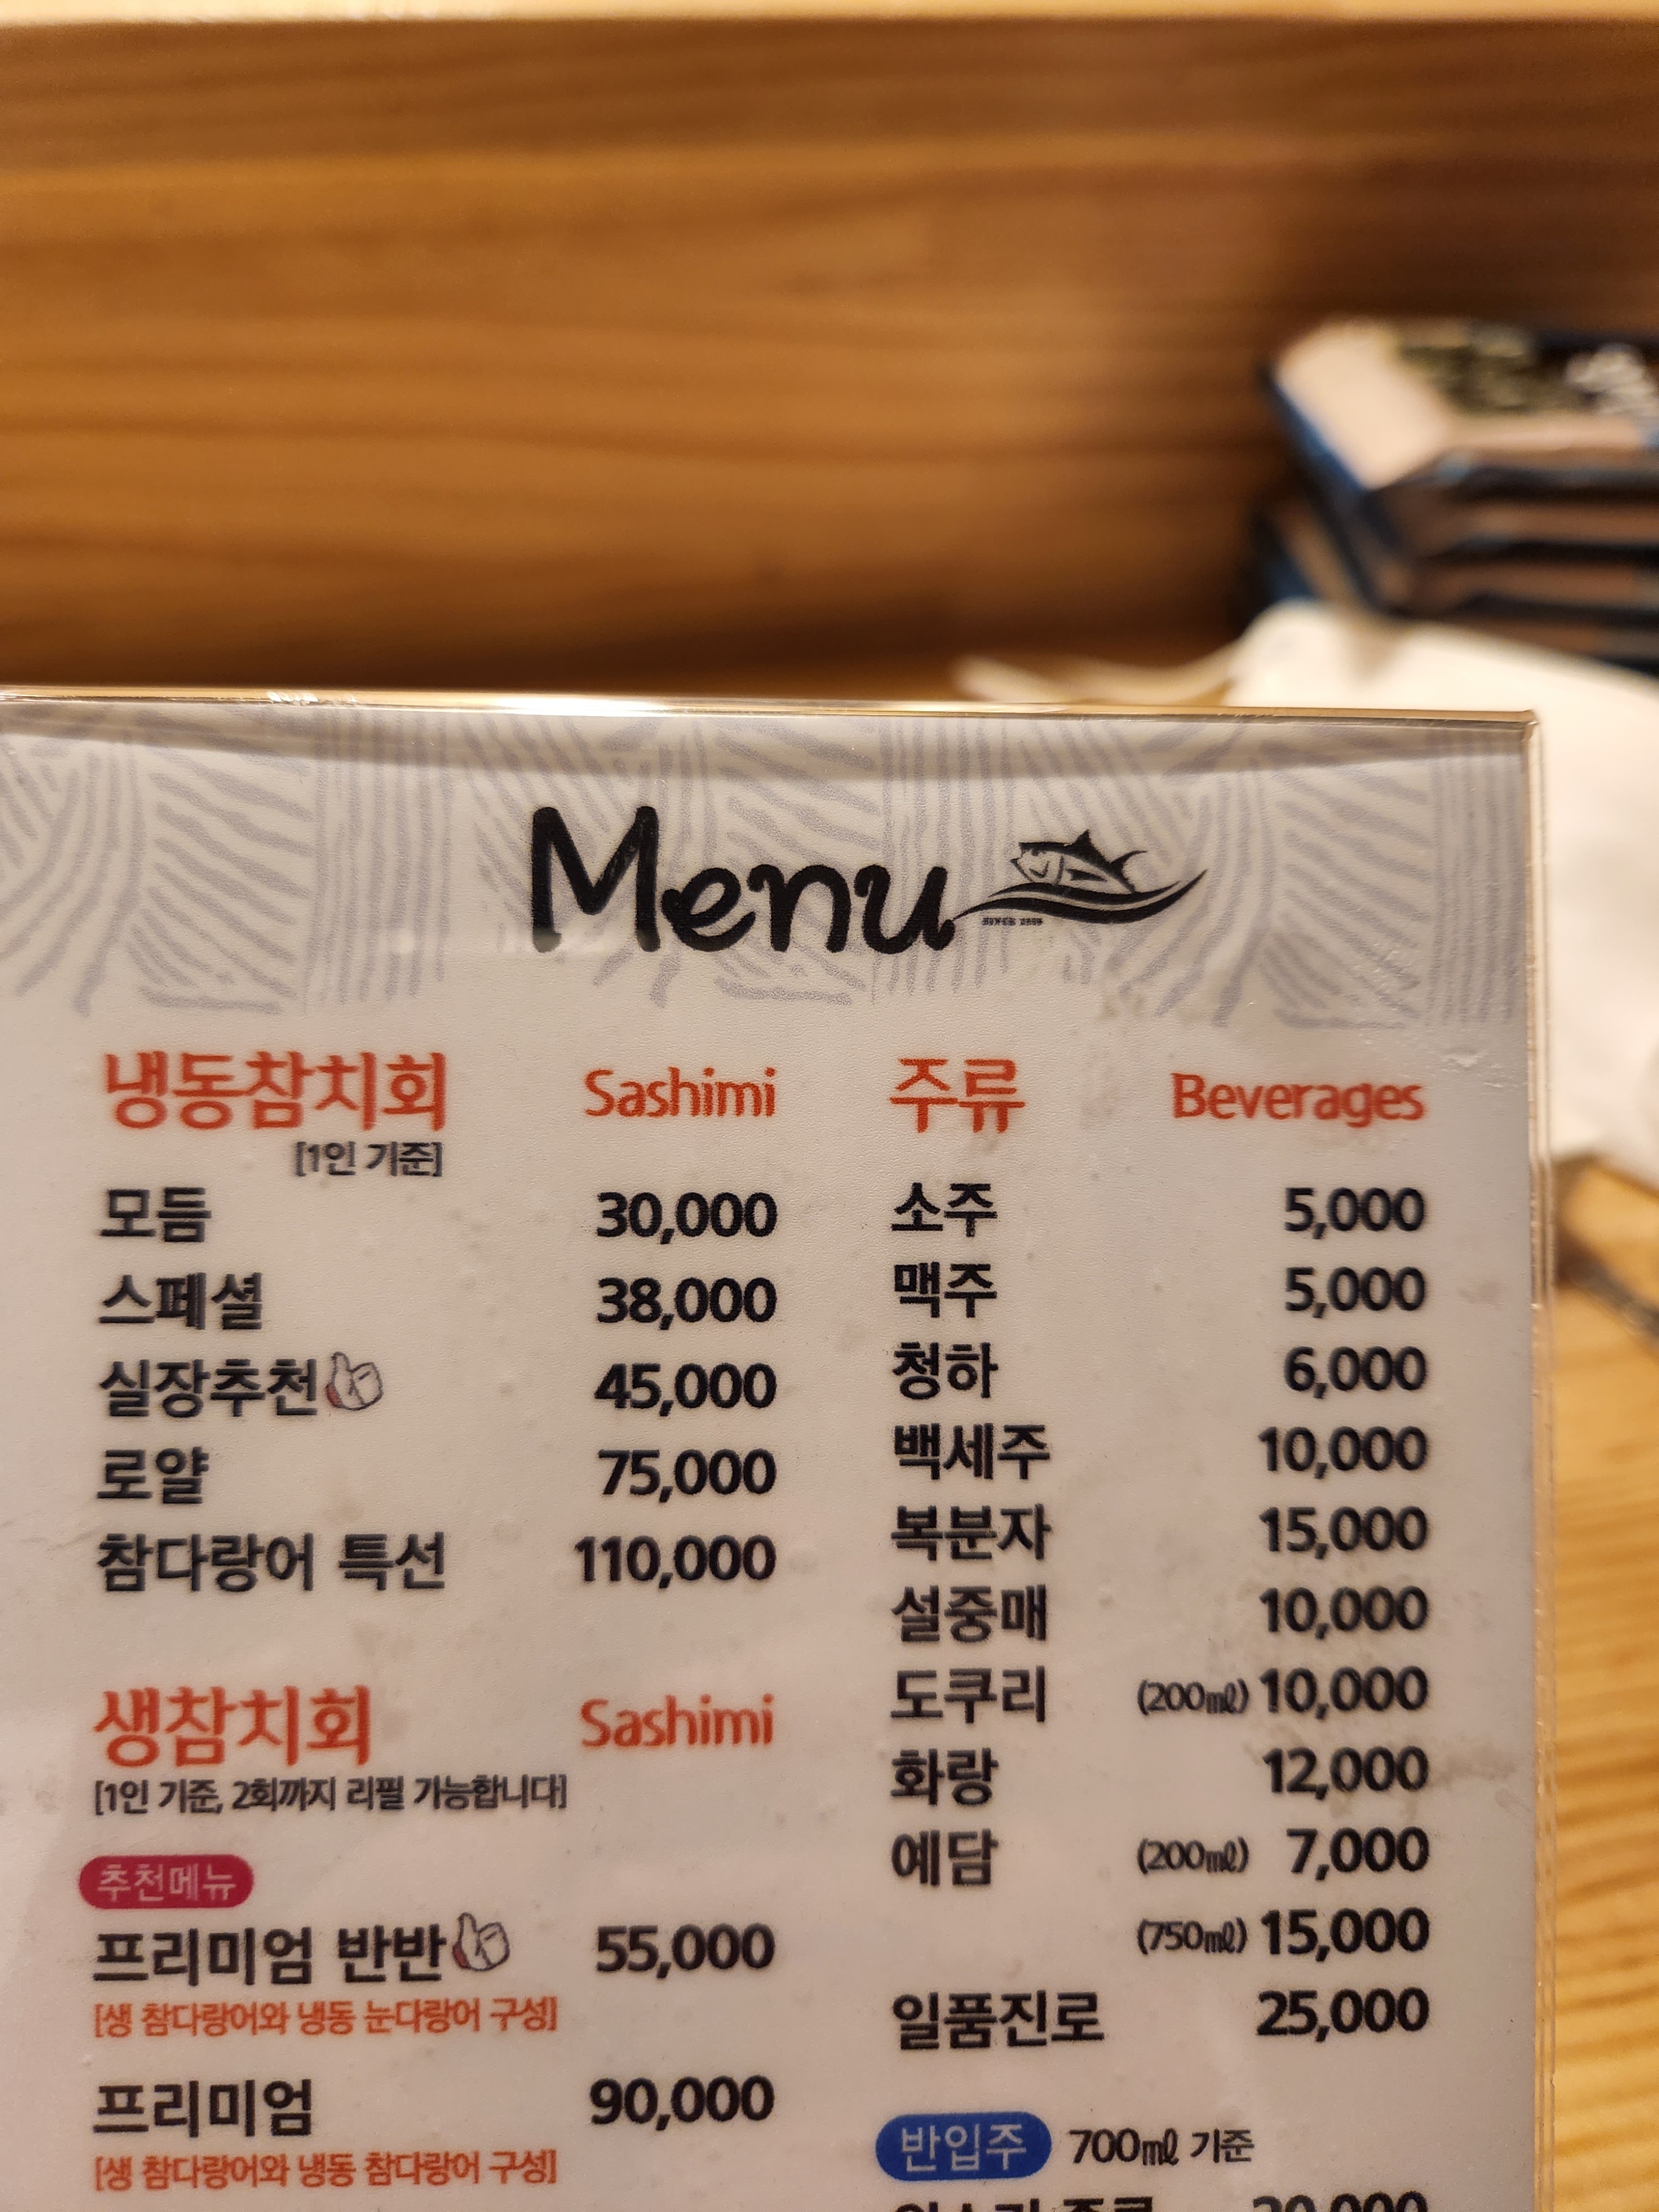 Menu
냉동참치회 Sashimi
[1인 기준]
모듬 30,000
스페셜 38,000
실장추천 45,000
로얄 75,000
참다랑어 특선 110,000
생참치회 Sashimi
[1인 기준, 2회까지 리필 가능합니다]
추천메뉴
프리미엄 반반 55,000
[생 참다랑어와 냉동 눈다랑어 구성]
프리미엄 90,000
[생 참다랑어와 냉동 참다랑어 구성]
주류 Beverages
소주 5,000
맥주 5,000
청하 6,000
백세주 10,000
복분자 15,000
설중매 10,000
도쿠리 (200㎖) 10,000
화랑 12,000
예담 (200㎖) 7,000
(750㎖) 15,000
일품진로 25,000
반입주 700㎖ 기준